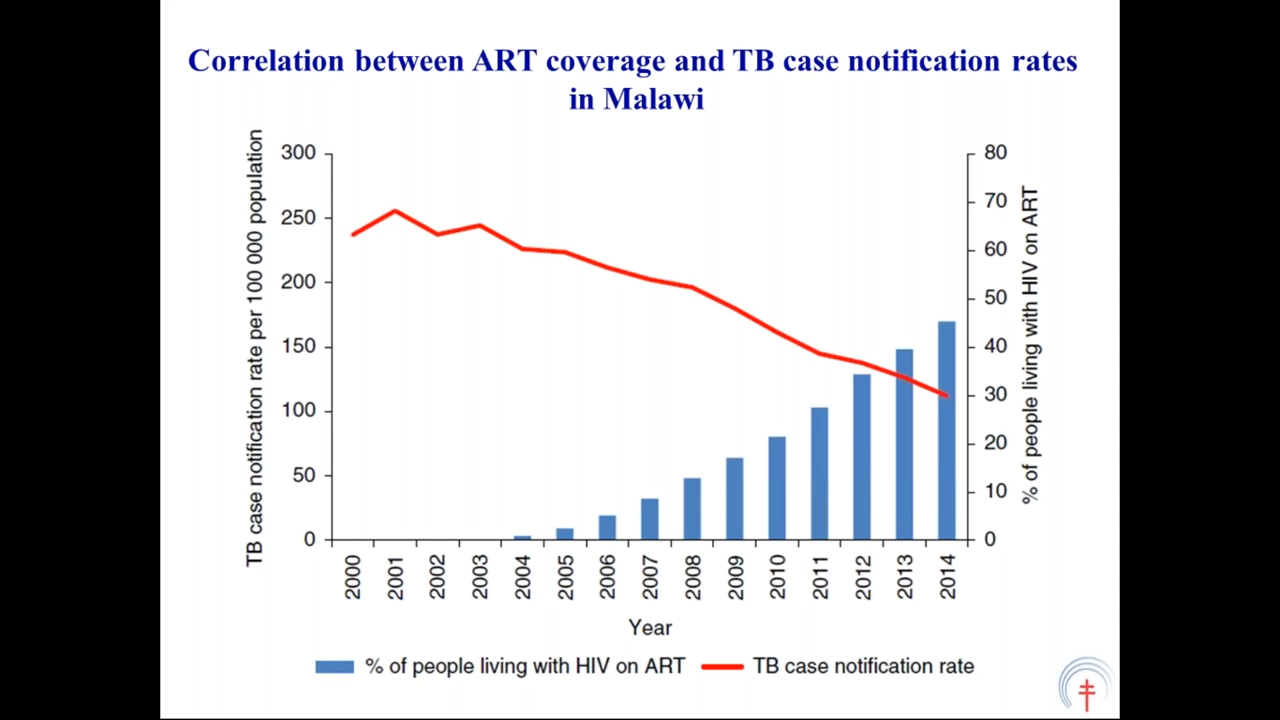 Correlation between ART coverage and TB case notification rates
in Malawi
TB case notification rate per 100 000 population
300
250
200
150
100
50
0
80
70
60
50
40
30
20
10
0
% of people living with HIV on ART
2000 2001 2002 2003 2004 2005 2006 2007 2008 2009 2010 2011 2012 2013 2014
Year
% of people living with HIV on ART TB case notification rate